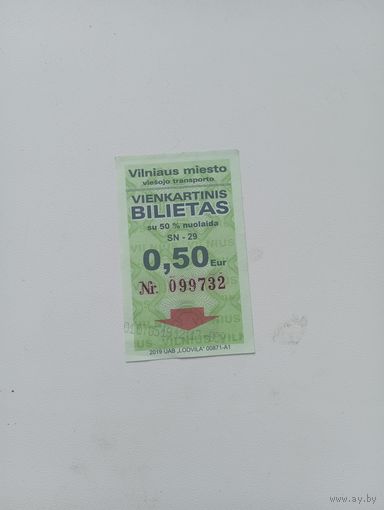 Vilniaus miesto
viešojo transporto
VIENKARTINIS
BILIETAS
su 50 % nuolaida
SN - 29
0,50 Eur
Nr. 099732
VILNIUS
2019 UAB „LODVILA" 00871-A1
www.ay.by